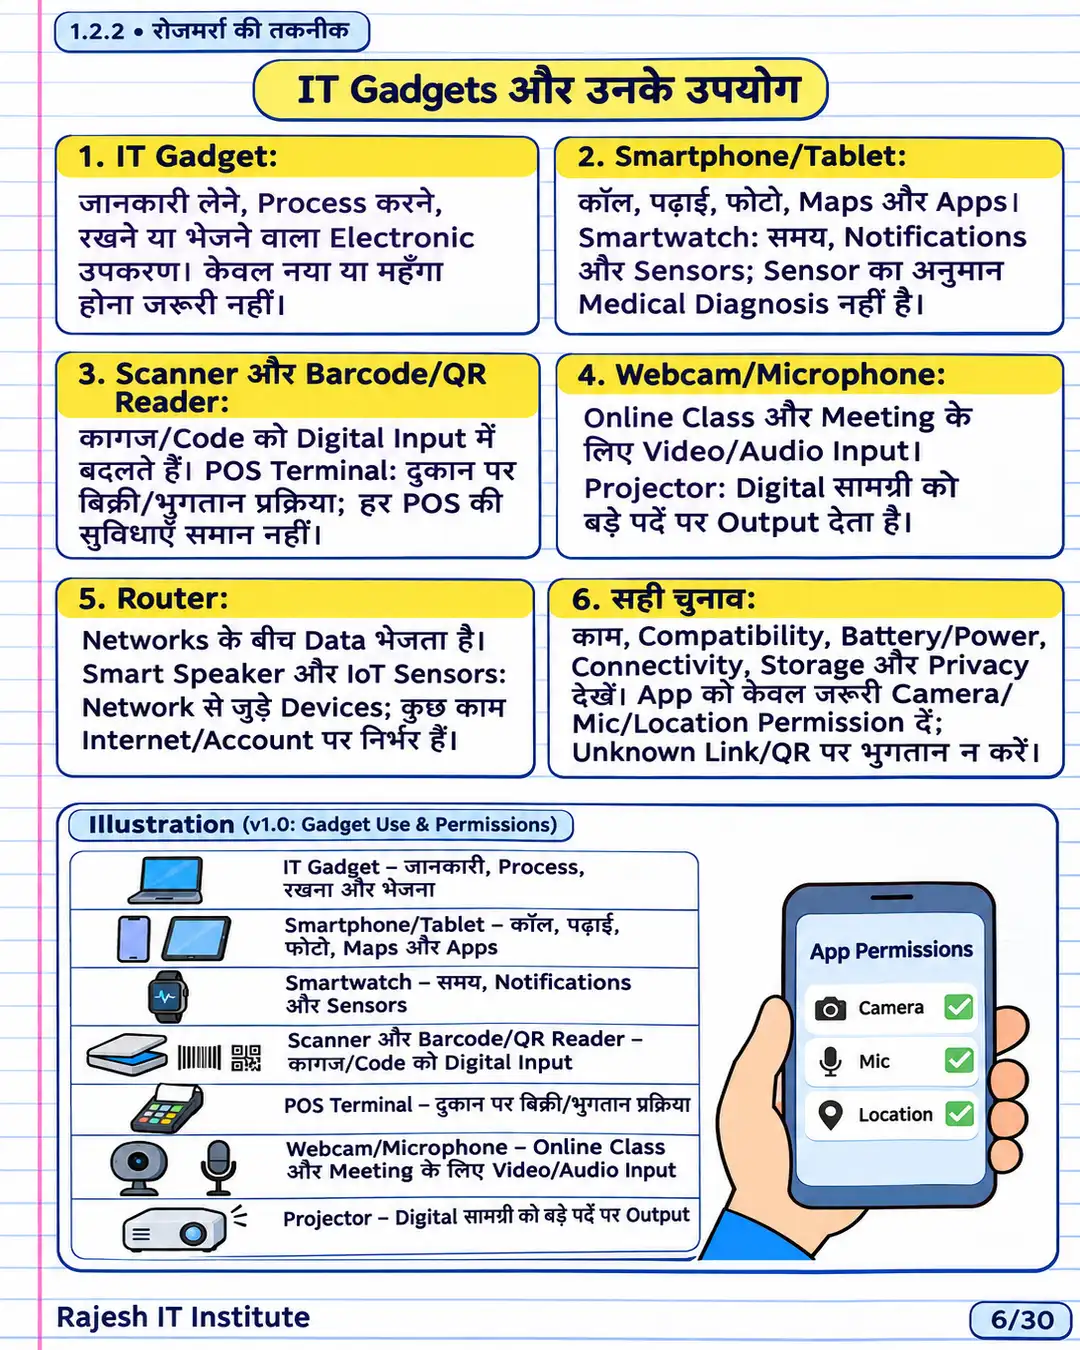 1.2.2 • रोजमर्रा की तकनीक
IT Gadgets और उनके उपयोग
1. IT Gadget:
जानकारी लेने, Process करने,
रखने या भेजने वाला Electronic
उपकरण। केवल नया या महँगा
होना जरूरी नहीं।
2. Smartphone/Tablet:
कॉल, पढ़ाई, फोटो, Maps और Apps।
Smartwatch: समय, Notifications
और Sensors; Sensor का अनुमान
Medical Diagnosis नहीं है।
3. Scanner और Barcode/QR
Reader:
कागज/Code को Digital Input में
बदलते हैं। POS Terminal: दुकान पर
बिक्री/भुगतान प्रक्रिया; हर POS की
सुविधाएँ समान नहीं।
4. Webcam/Microphone:
Online Class और Meeting के
लिए Video/Audio Input।
Projector: Digital सामग्री को
बड़े पर्दे पर Output देता है।
5. Router:
Networks के बीच Data भेजता है।
Smart Speaker और IoT Sensors:
Network से जुड़े Devices; कुछ काम
Internet/Account पर निर्भर हैं।
6. सही चुनाव:
काम, Compatibility, Battery/Power,
Connectivity, Storage और Privacy
देखें। App को केवल जरूरी Camera/
Mic/Location Permission दें;
Unknown Link/QR पर भुगतान न करें।
Illustration (v1.0: Gadget Use & Permissions)
IT Gadget – जानकारी, Process,
रखना और भेजना
Smartphone/Tablet – कॉल, पढ़ाई,
फोटो, Maps और Apps
Smartwatch – समय, Notifications
और Sensors
Scanner और Barcode/QR Reader –
कागज/Code को Digital Input
POS Terminal – दुकान पर बिक्री/भुगतान प्रक्रिया
Webcam/Microphone – Online Class
और Meeting के लिए Video/Audio Input
Projector – Digital सामग्री को बड़े पर्दे पर Output
App Permissions
Camera
Mic
Location
Rajesh IT Institute
6/30